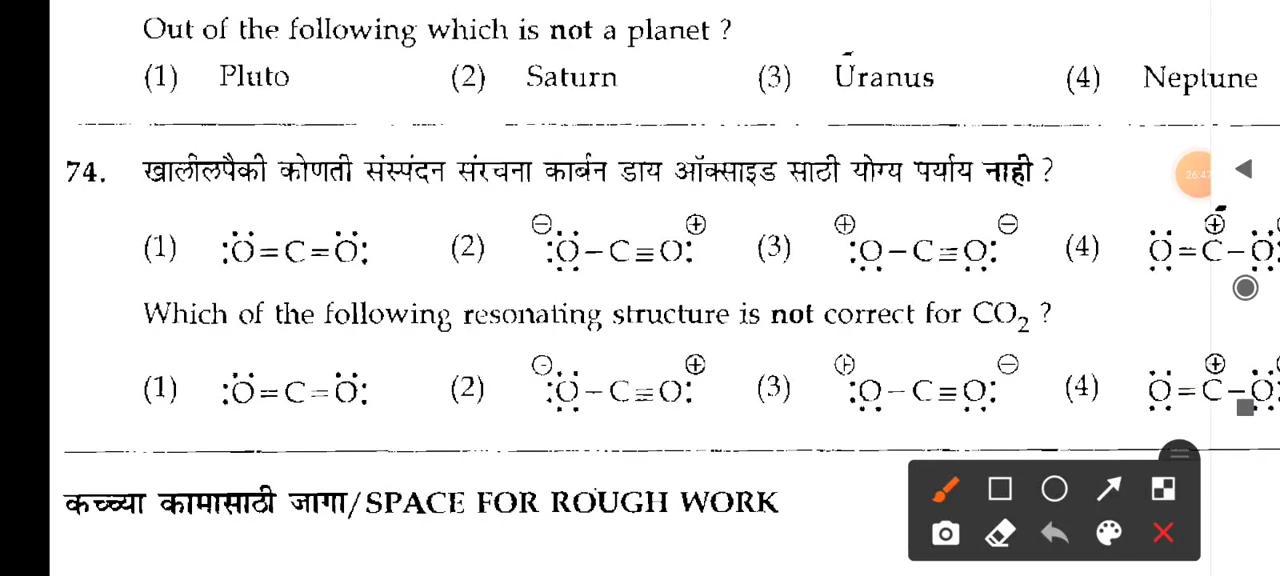 Out of the following which is not a planet ?
(1) Pluto (2) Saturn (3) Uranus (4) Neptune
74. खालीलपैकी कोणती संस्पंदन संरचना कार्बन डाय ऑक्साइड साठी योग्य पर्याय नाही ?
(1) :Ö=C=Ö: (2) ⊖:O–C≡O:⊕ (3) ⊕:O–C≡O:⊖ (4) O=C⊕–O:
Which of the following resonating structure is not correct for CO₂ ?
(1) :Ö=C=Ö: (2) ⊖:O–C≡O:⊕ (3) ⊕:O–C≡O:⊖ (4) O=C⊕–O:
कच्च्या कामासाठी जागा/SPACE FOR ROUGH WORK